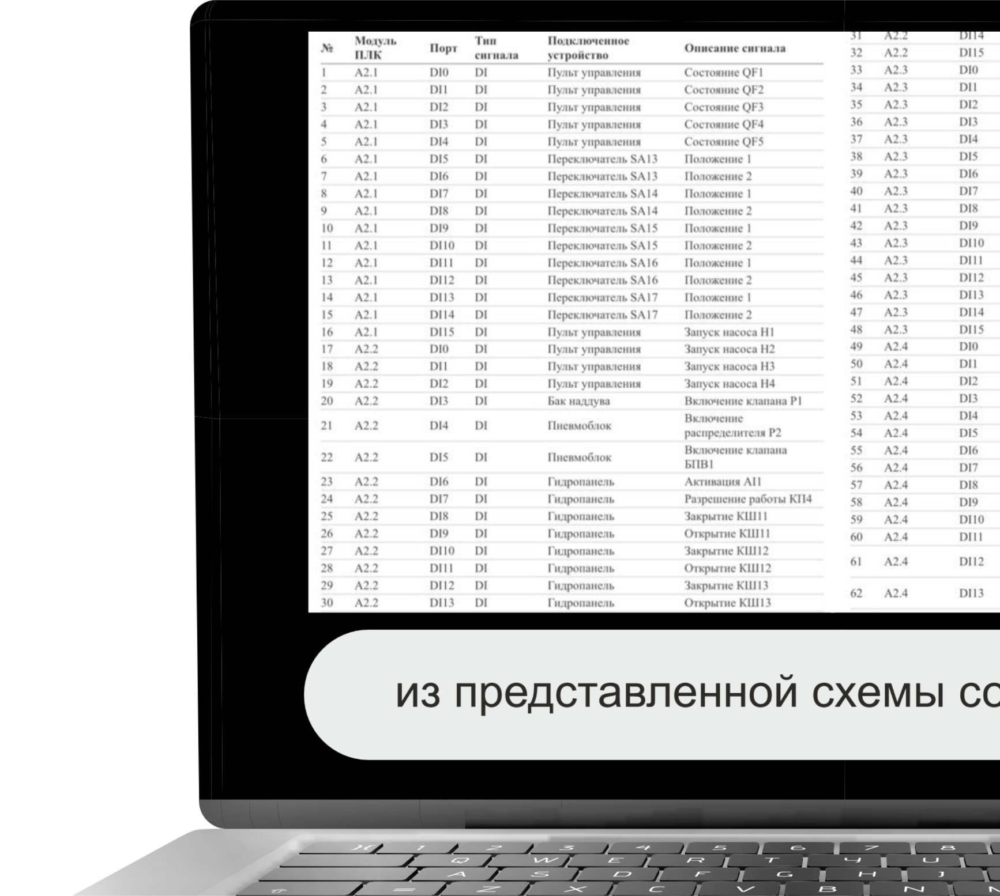 № Модуль ПЛК Порт Тип сигнала Подключенное устройство Описание сигнала
1 A2.1 DI0 DI Пульт управления Состояние QF1
2 A2.1 DI1 DI Пульт управления Состояние QF2
3 A2.1 DI2 DI Пульт управления Состояние QF3
4 A2.1 DI3 DI Пульт управления Состояние QF4
5 A2.1 DI4 DI Пульт управления Состояние QF5
6 A2.1 DI5 DI Переключатель SA13 Положение 1
7 A2.1 DI6 DI Переключатель SA13 Положение 2
8 A2.1 DI7 DI Переключатель SA14 Положение 1
9 A2.1 DI8 DI Переключатель SA14 Положение 2
10 A2.1 DI9 DI Переключатель SA15 Положение 1
11 A2.1 DI10 DI Переключатель SA15 Положение 2
12 A2.1 DI11 DI Переключатель SA16 Положение 1
13 A2.1 DI12 DI Переключатель SA16 Положение 2
14 A2.1 DI13 DI Переключатель SA17 Положение 1
15 A2.1 DI14 DI Переключатель SA17 Положение 2
16 A2.1 DI15 DI Пульт управления Запуск насоса Н1
17 A2.2 DI0 DI Пульт управления Запуск насоса Н2
18 A2.2 DI1 DI Пульт управления Запуск насоса Н3
19 A2.2 DI2 DI Пульт управления Запуск насоса Н4
20 A2.2 DI3 DI Бак наддува Включение клапана Р1
21 A2.2 DI4 DI Пневмоблок Включение распределителя Р2
22 A2.2 DI5 DI Пневмоблок Включение клапана БПВ1
23 A2.2 DI6 DI Гидропанель Активация АП1
24 A2.2 DI7 DI Гидропанель Разрешение работы КП4
25 A2.2 DI8 DI Гидропанель Закрытие КШ11
26 A2.2 DI9 DI Гидропанель Открытие КШ11
27 A2.2 DI10 DI Гидропанель Закрытие КШ12
28 A2.2 DI11 DI Гидропанель Открытие КШ12
29 A2.2 DI12 DI Гидропанель Закрытие КШ13
30 A2.2 DI13 DI Гидропанель Открытие КШ13
31 A2.2 DI14
32 A2.2 DI15
33 A2.3 DI0
34 A2.3 DI1
35 A2.3 DI2
36 A2.3 DI3
37 A2.3 DI4
38 A2.3 DI5
39 A2.3 DI6
40 A2.3 DI7
41 A2.3 DI8
42 A2.3 DI9
43 A2.3 DI10
44 A2.3 DI11
45 A2.3 DI12
46 A2.3 DI13
47 A2.3 DI14
48 A2.3 DI15
49 A2.4 DI0
50 A2.4 DI1
51 A2.4 DI2
52 A2.4 DI3
53 A2.4 DI4
54 A2.4 DI5
55 A2.4 DI6
56 A2.4 DI7
57 A2.4 DI8
58 A2.4 DI9
59 A2.4 DI10
60 A2.4 DI11
61 A2.4 DI12
62 A2.4 DI13
из представленной схемы со
1 2 3 4 5 6 7 8
Q W E R T Y U
A S D F G H J
= Z X C V B N